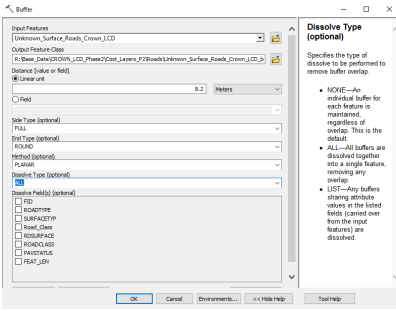 Buffer
Input Features
Unknown_Surface_Roads_Crown_LCD
Output Feature Class
R:\Base_Data\CROWN_LCD_Phase2\Cost_Layers_P2\Roads\Unknown_Surface_Roads_Crown_LCD_b
Distance [value or field]
Linear unit
8.2 Meters
Field
Side Type (optional)
FULL
End Type (optional)
ROUND
Method (optional)
PLANAR
Dissolve Type (optional)
ALL
Dissolve Field(s) (optional)
FID
ROADTYPE
SURFACETYP
Road_Class
RDSURFACE
ROADCLASS
PAVSTATUS
FEAT_LEN
OK Cancel Environments... << Hide Help Tool Help
Dissolve Type
(optional)
Specifies the type of
dissolve to be performed to
remove buffer overlap.
• NONE—An
individual buffer for
each feature is
maintained,
regardless of
overlap. This is the
default.
• ALL—All buffers are
dissolved together
into a single feature,
removing any
overlap.
• LIST—Any buffers
sharing attribute
values in the listed
fields (carried over
from the input
features) are
dissolved.